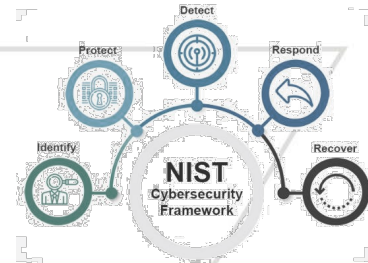 Detect
Protect
Respond
Identify
Recover
NIST
Cybersecurity
Framework